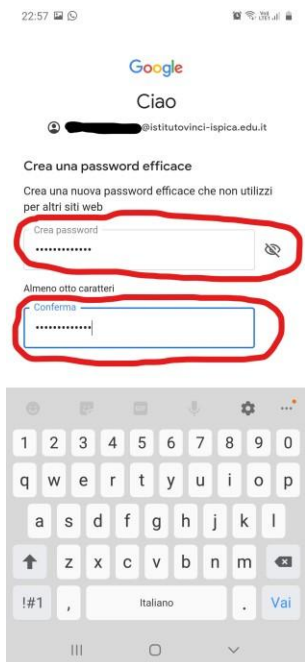 22:57
Google
Ciao
@istitutovinci-ispica.edu.it
Crea una password efficace
Crea una nuova password efficace che non utilizzi
per altri siti web
Crea password
•••••••••••••
Almeno otto caratteri
Conferma
•••••••••••••
1 2 3 4 5 6 7 8 9 0
q w e r t y u i o p
a s d f g h j k l
z x c v b n m
!#1 , Italiano . Vai